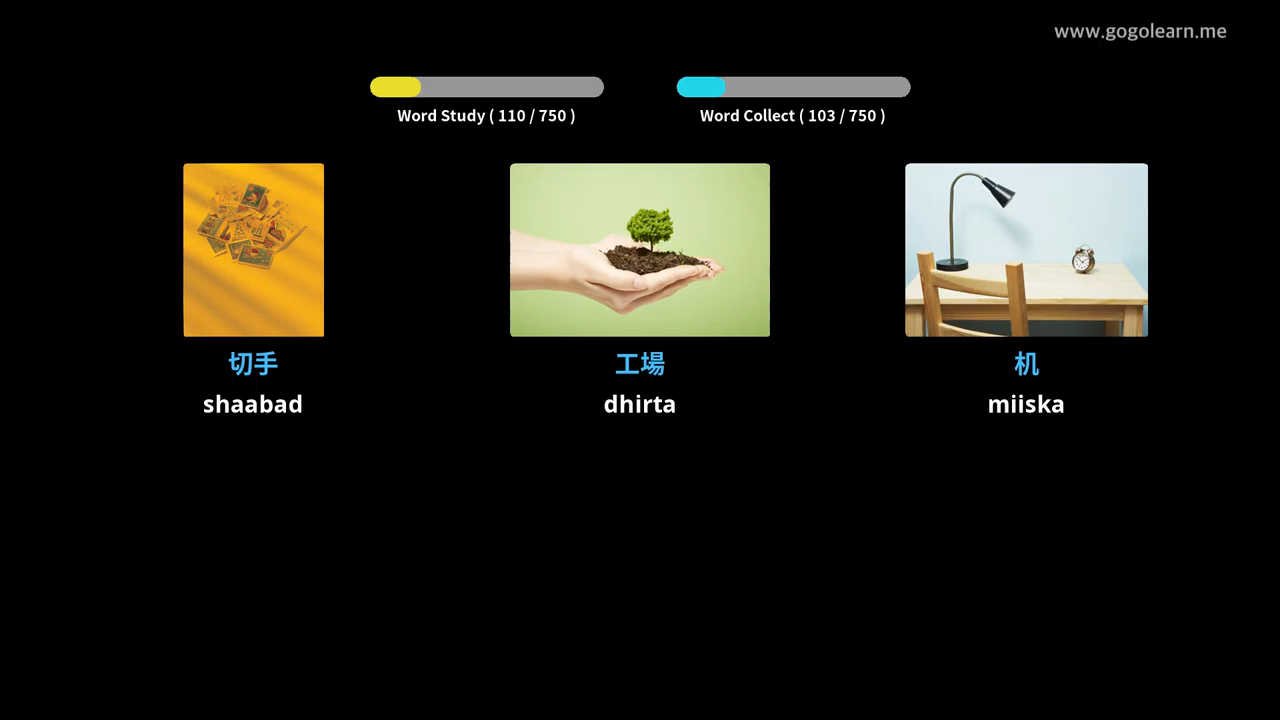 www.gogolearn.me
Word Study ( 110 / 750 )
Word Collect ( 103 / 750 )
切手
工場
机
shaabad
dhirta
miiska